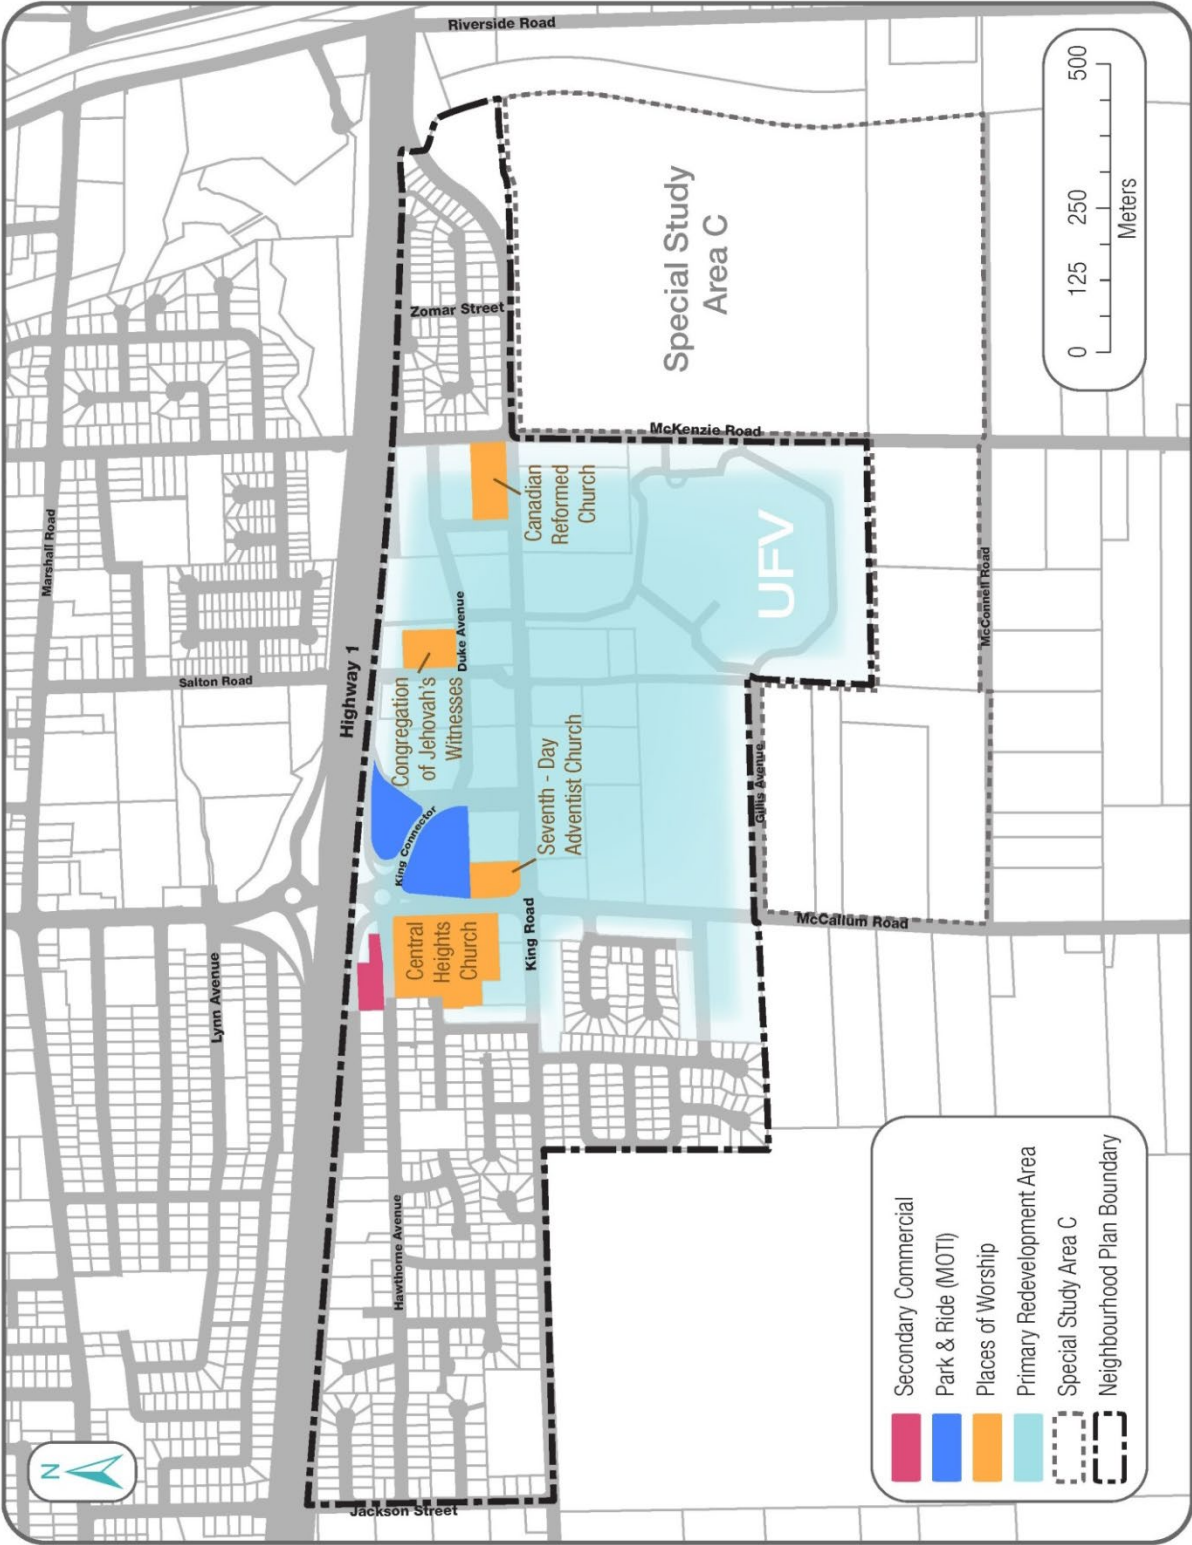 Riverside Road
Marshall Road
Highway 1
Salton Road
Lynn Avenue
Zomar Street
McKenzie Road
Special Study
Area C
Canadian
Reformed
Church
UFV
McConnell Road
Duke Avenue
Congregation
of Jehovah's
Witnesses
Seventh - Day
Adventist Church
King Connector
Gillis Avenue
McCallum Road
Central
Heights
Church
King Road
Hawthorne Avenue
Jackson Street
N
Secondary Commercial
Park & Ride (MOTI)
Places of Worship
Primary Redevelopment Area
Special Study Area C
Neighbourhood Plan Boundary
0 125 250 500
Meters